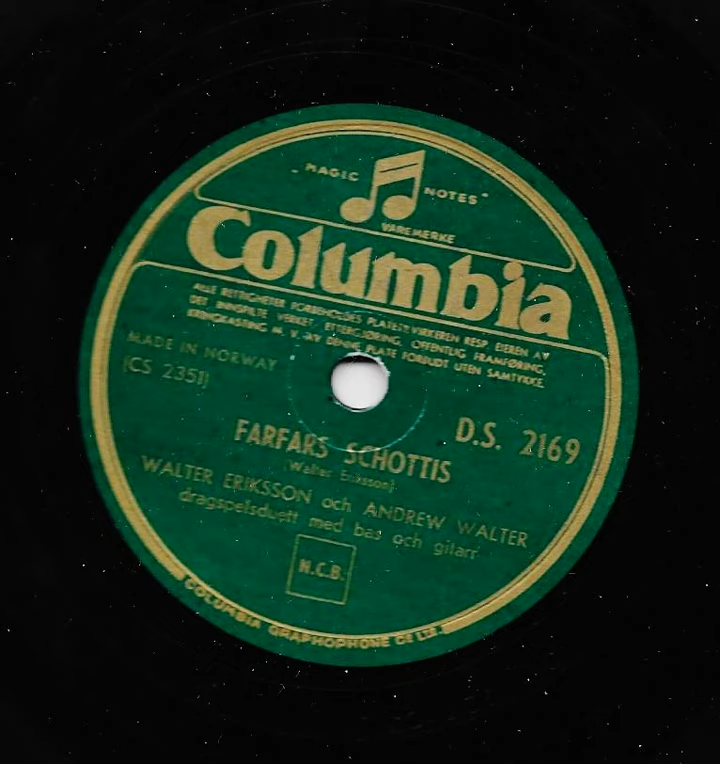 "MAGIC NOTES"
VAREMERKE
Columbia
ALLE RETTIGHETER FORBEHOLDES PLATETILVIRKEREN RESP. EIEREN AV
DET INNSPILTE VERKET. ETTERGJØRING, OFFENTLIG FRAMFØRING,
KRINGKASTING M. V. AV DENNE PLATE FORBUDT UTEN SAMTYKKE.
MADE IN NORWAY
(CS 2351)
D.S. 2169
FARFARS SCHOTTIS
(Walter Eriksson)
WALTER ERIKSSON och ANDREW WALTER
dragspelsduett med bas och gitarr
N.C.B.
COLUMBIA GRAPHOPHONE Co LTD.